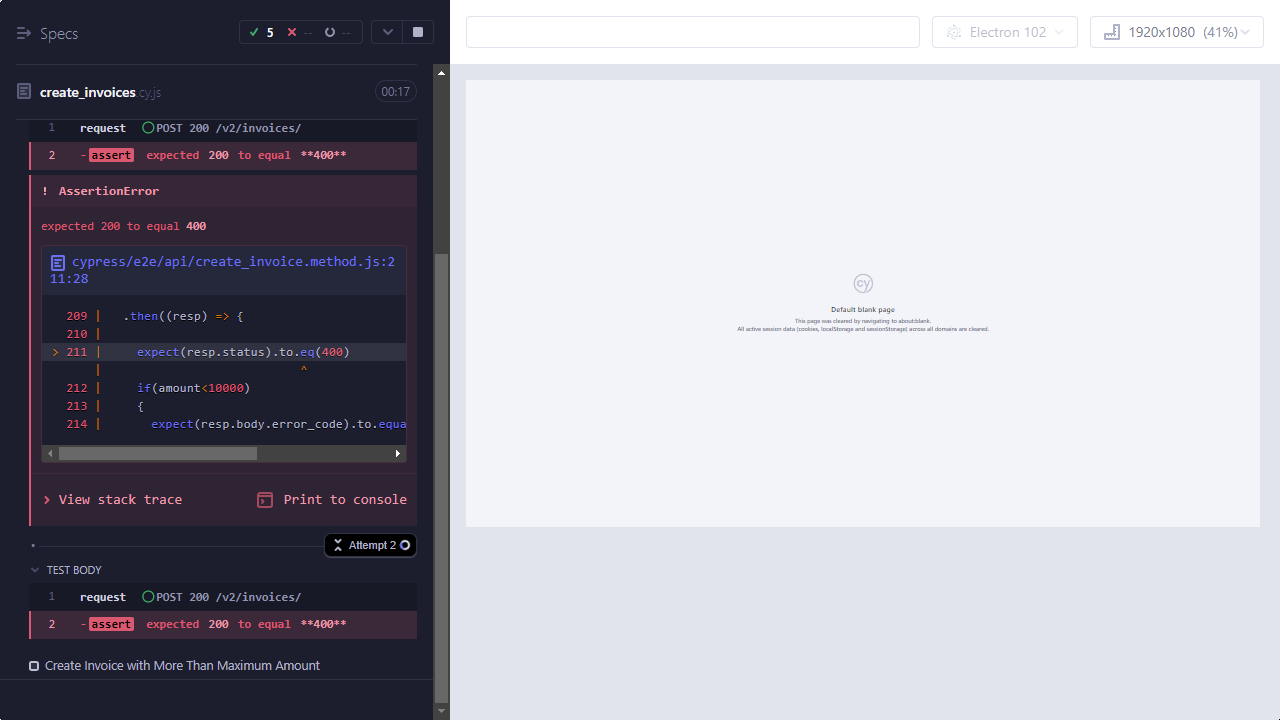 Specs
5 -- --
Electron 102
1920x1080 (41%)
create_invoices.cy.js
00:17
1 request POST 200 /v2/invoices/
2 -assert expected 200 to equal **400**
! AssertionError
expected 200 to equal 400
cypress/e2e/api/create_invoice.method.js:2
11:28
209 | .then((resp) => {
210 |
> 211 | expect(resp.status).to.eq(400)
| ^
212 | if(amount<10000)
213 | {
214 | expect(resp.body.error_code).to.equa
View stack trace
Print to console
Attempt 2
TEST BODY
1 request POST 200 /v2/invoices/
2 -assert expected 200 to equal **400**
Create Invoice with More Than Maximum Amount
cy
Default blank page
This page was cleared by navigating to about:blank.
All active session data (cookies, localStorage and sessionStorage) across all domains are cleared.